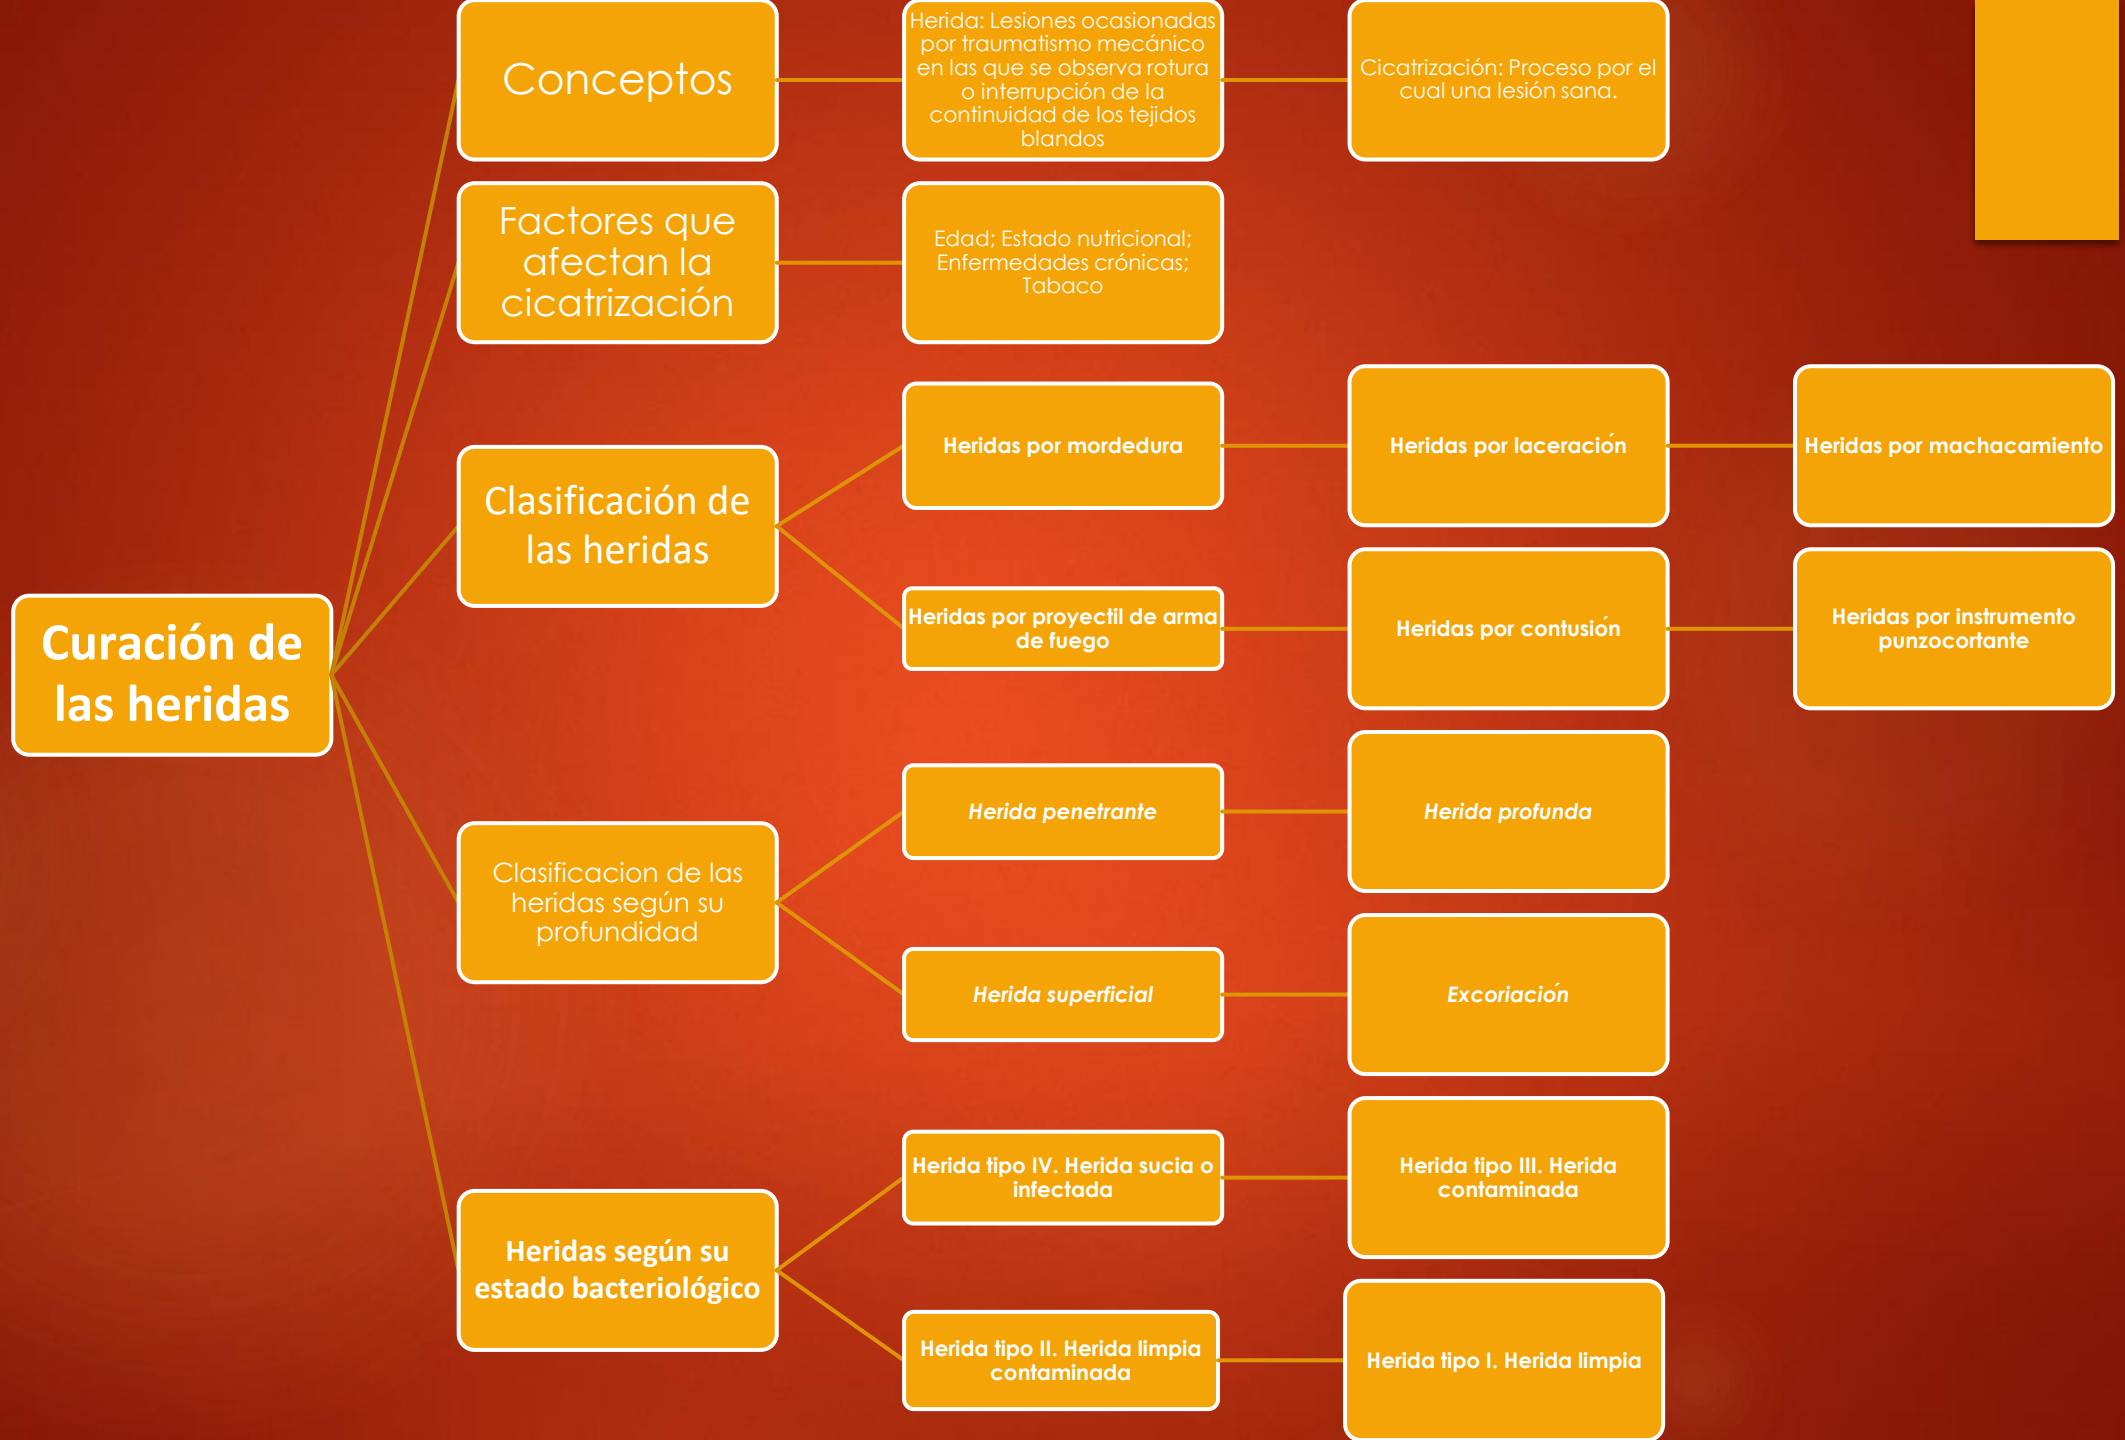 Conceptos
Herida: Lesiones ocasionadas
por traumatismo mecánico
en las que se observa rotura
o interrupción de la
continuidad de los tejidos
blandos
Cicatrización: Proceso por el
cual una lesión sana.
Factores que
afectan la
cicatrización
Edad; Estado nutricional;
Enfermedades crónicas;
Tabaco
Clasificación de
las heridas
Heridas por mordedura
Heridas por laceración
Heridas por machacamiento
Heridas por proyectil de arma
de fuego
Heridas por contusión
Heridas por instrumento
punzocortante
Curación de
las heridas
Clasificacion de las
heridas según su
profundidad
Herida penetrante
Herida profunda
Herida superficial
Excoriación
Heridas según su
estado bacteriológico
Herida tipo IV. Herida sucia o
infectada
Herida tipo III. Herida
contaminada
Herida tipo II. Herida limpia
contaminada
Herida tipo I. Herida limpia